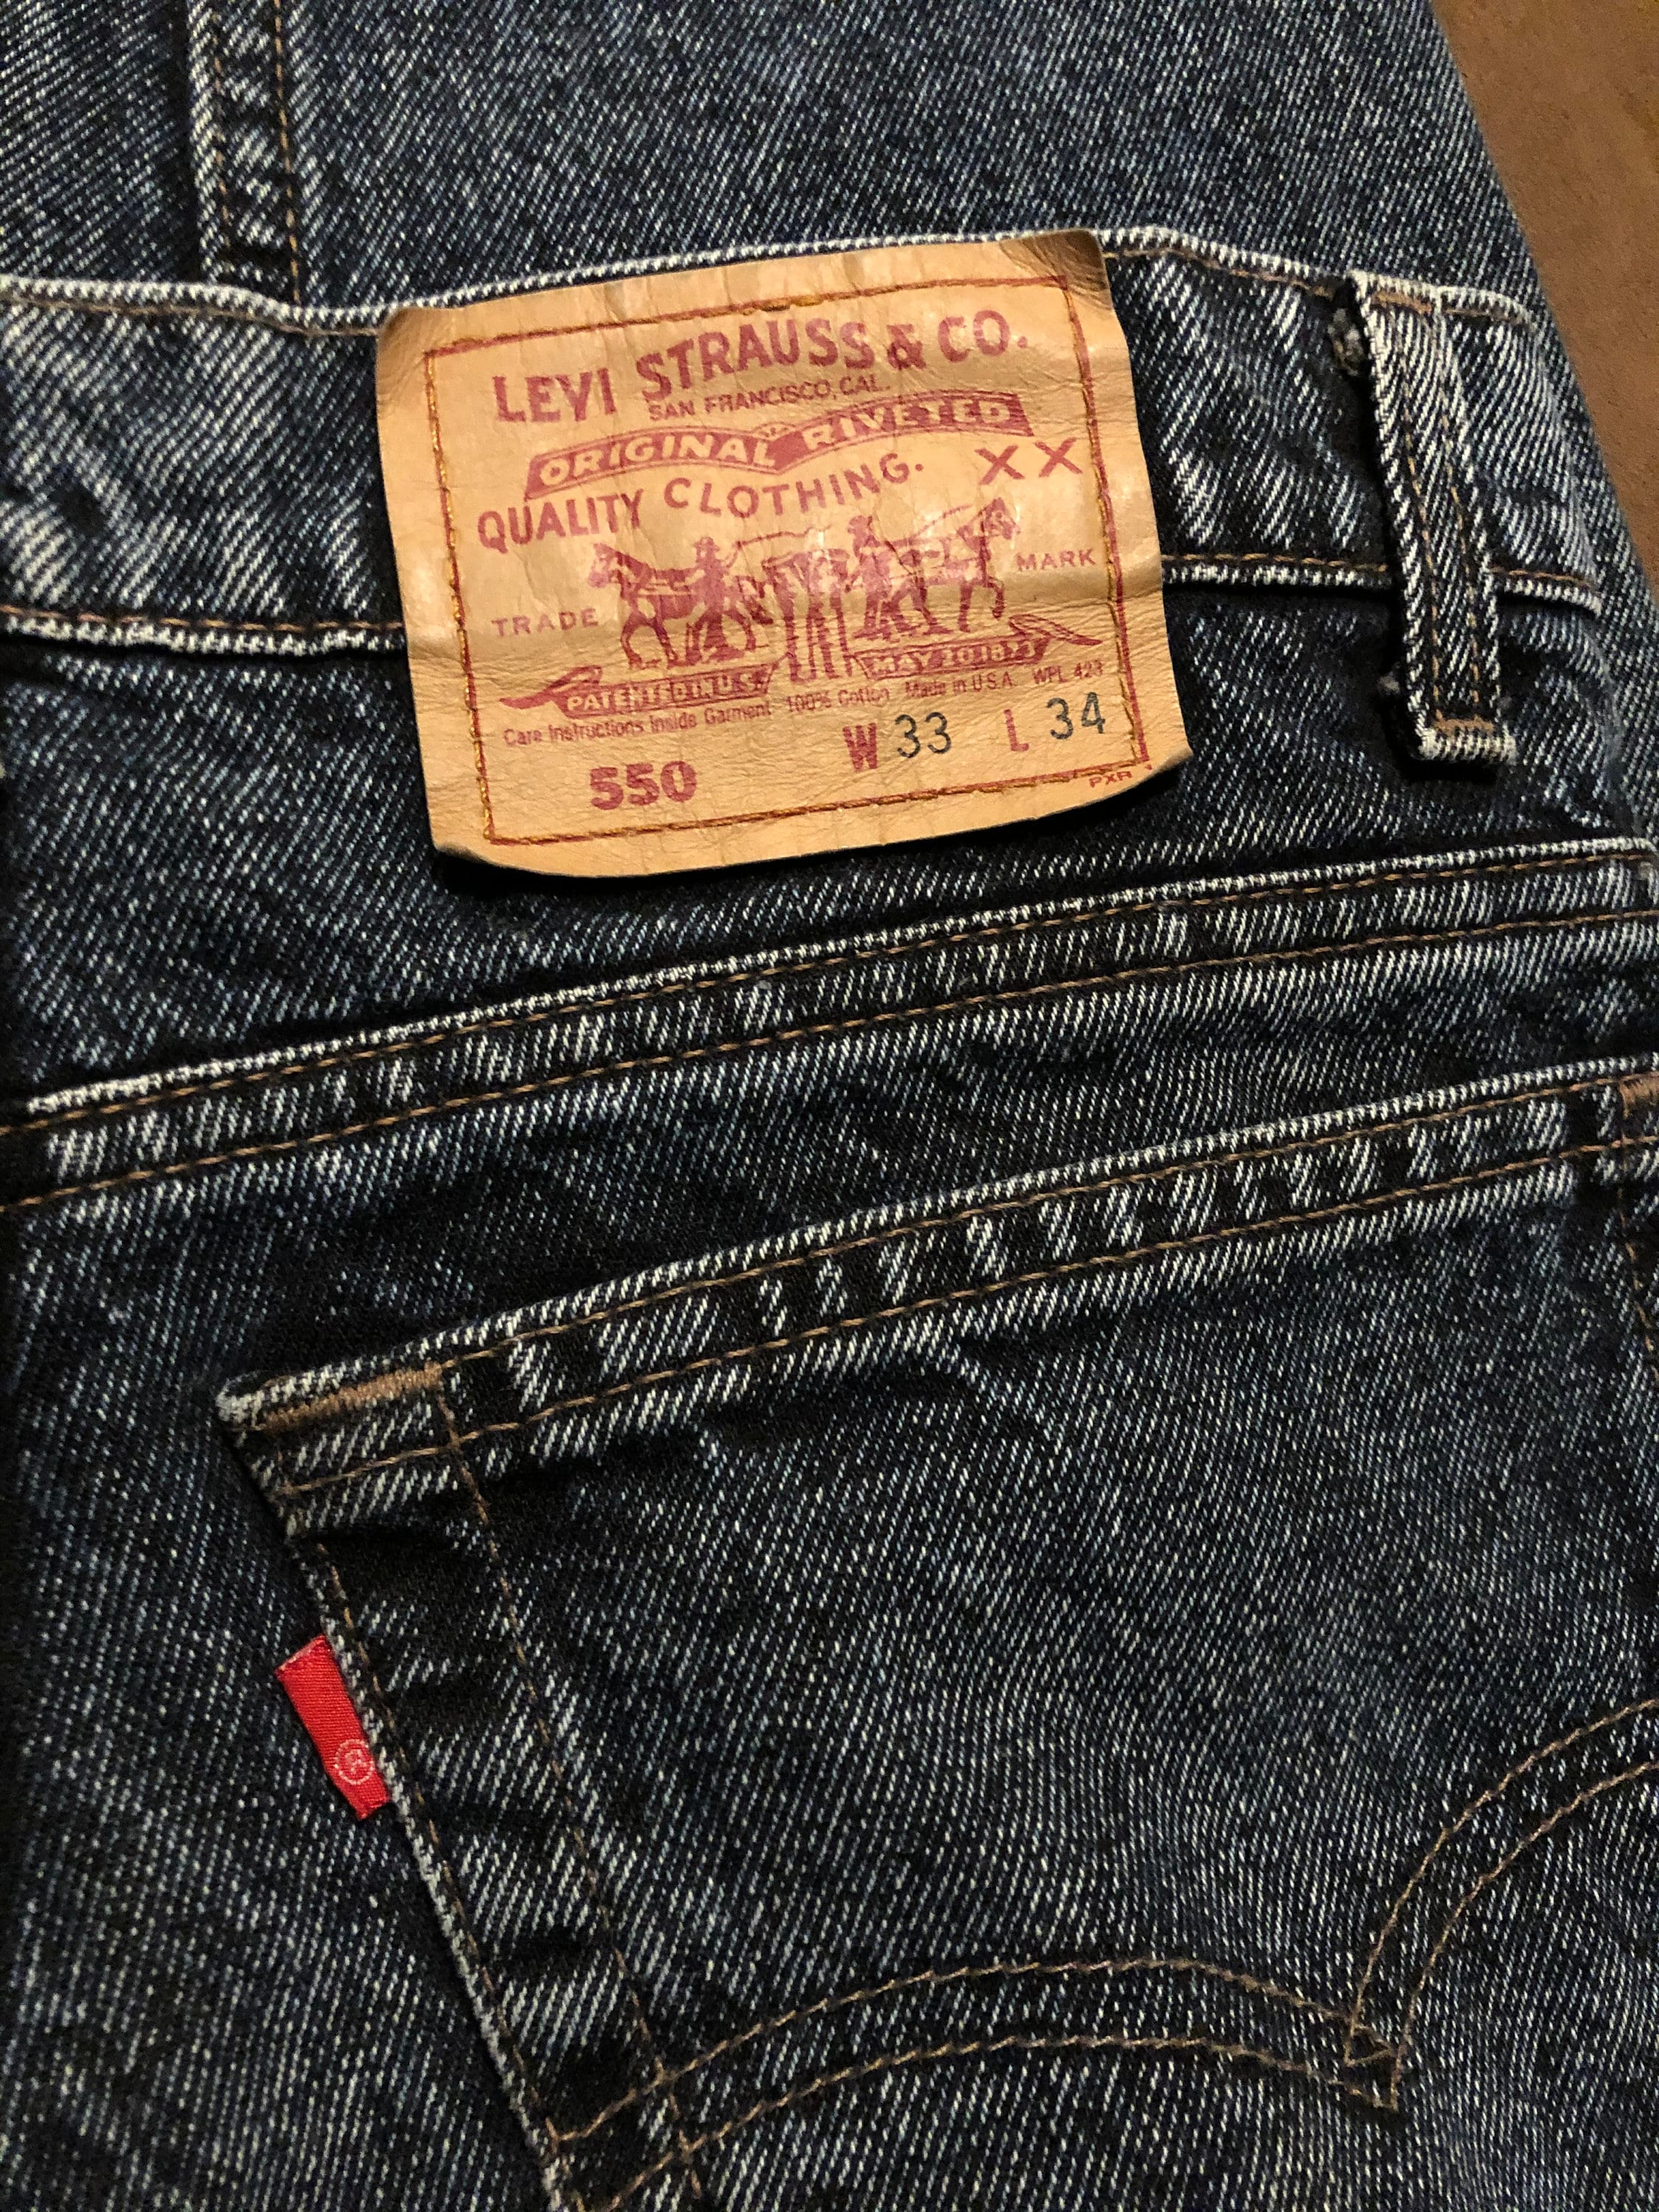 LEVI STRAUSS & CO.
SAN FRANCISCO, CAL.
ORIGINAL RIVETED
QUALITY CLOTHING. XX
TRADE MARK
PATENTED IN U.S. MAY 20 1873
Care Instructions Inside Garment 100% Cotton Made in U.S.A. WPL 423
550 W 33 L 34
PXR
®